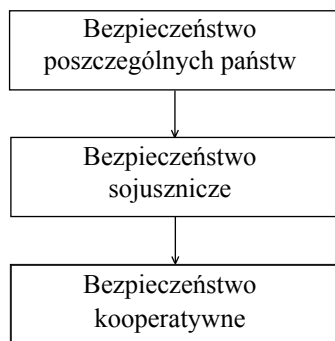 Bezpieczeństwo
poszczególnych państw
Bezpieczeństwo
sojusznicze
Bezpieczeństwo
kooperatywne